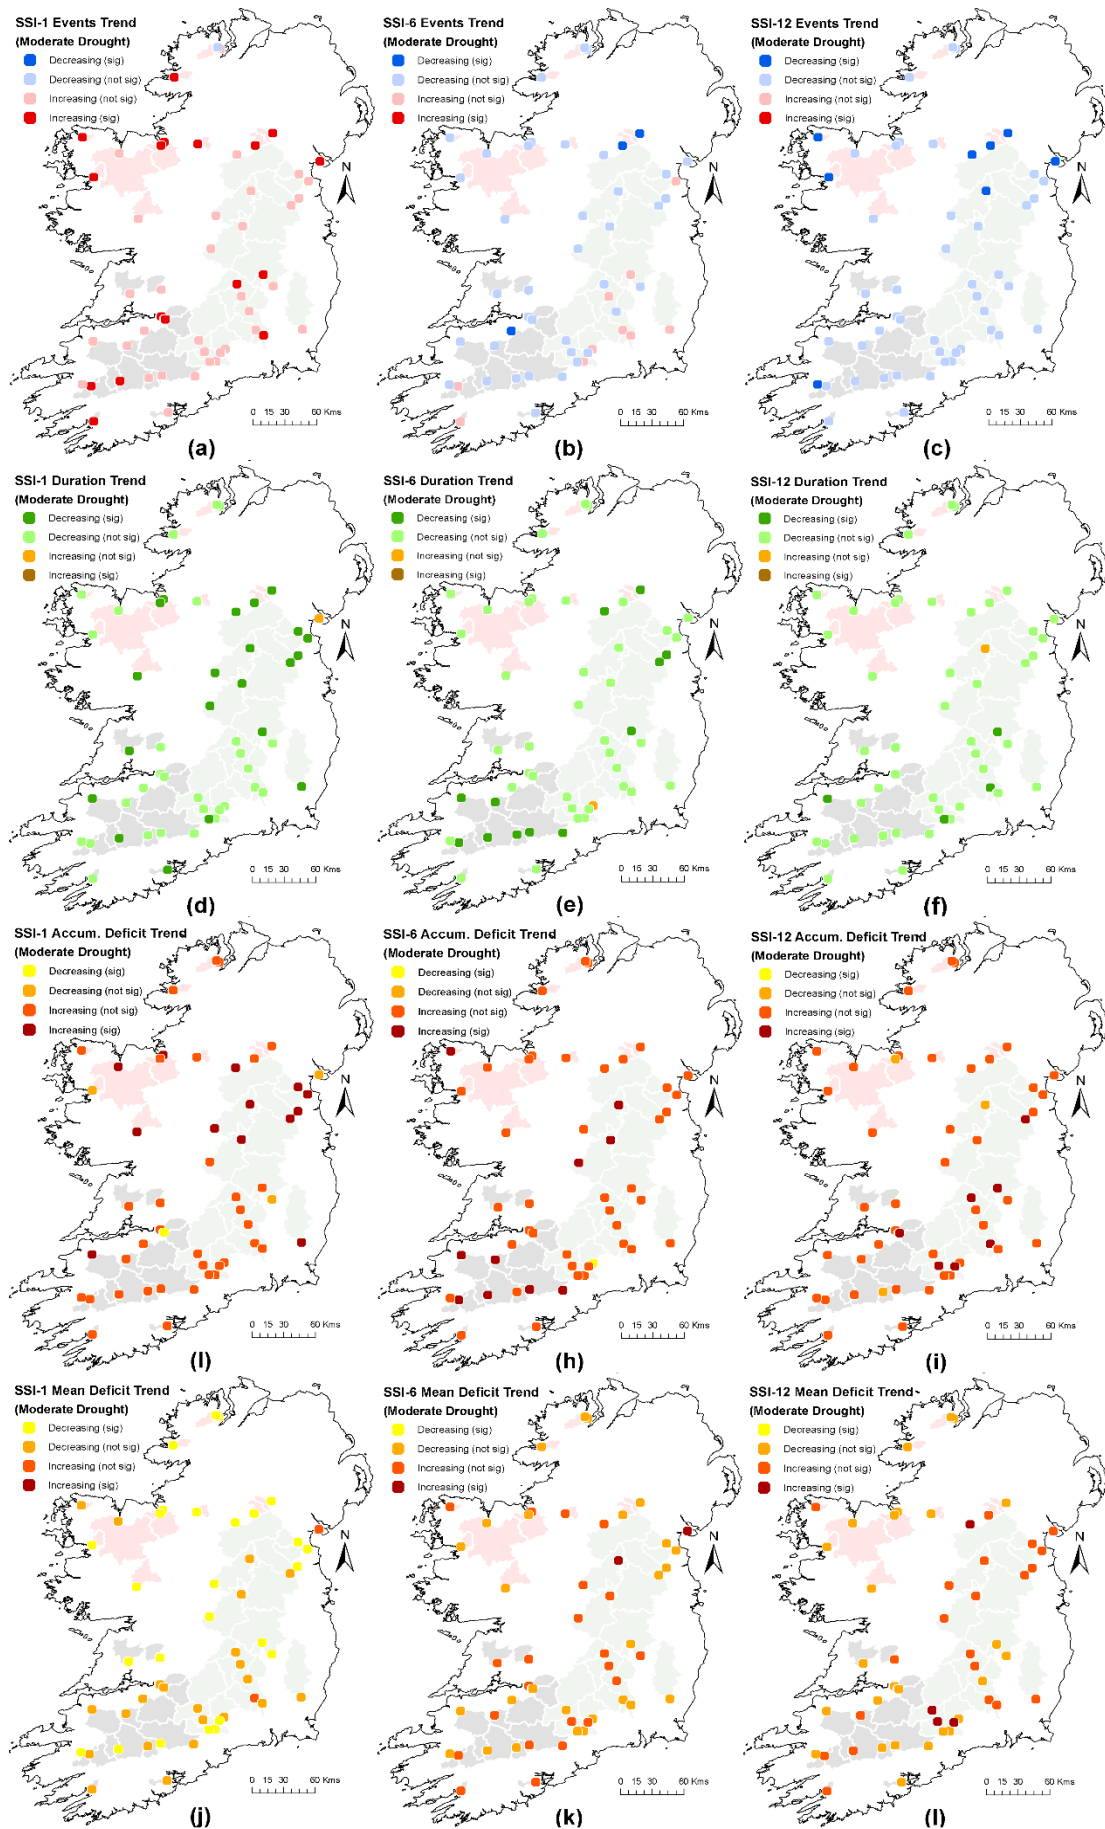 SSI-1 Events Trend
(Moderate Drought)
Decreasing (sig)
Decreasing (not sig)
Increasing (not sig)
Increasing (sig)
N
0 15 30 60 Kms
(a)
SSI-6 Events Trend
(Moderate Drought)
Decreasing (sig)
Decreasing (not sig)
Increasing (not sig)
Increasing (sig)
N
0 15 30 60 Kms
(b)
SSI-12 Events Trend
(Moderate Drought)
Decreasing (sig)
Decreasing (not sig)
Increasing (not sig)
Increasing (sig)
N
0 15 30 60 Kms
(c)
SSI-1 Duration Trend
(Moderate Drought)
Decreasing (sig)
Decreasing (not sig)
Increasing (not sig)
Increasing (sig)
N
0 15 30 60 Kms
(d)
SSI-6 Duration Trend
(Moderate Drought)
Decreasing (sig)
Decreasing (not sig)
Increasing (not sig)
Increasing (sig)
N
0 15 30 60 Kms
(e)
SSI-12 Duration Trend
(Moderate Drought)
Decreasing (sig)
Decreasing (not sig)
Increasing (not sig)
Increasing (sig)
N
0 15 30 60 Kms
(f)
SSI-1 Accum. Deficit Trend
(Moderate Drought)
Decreasing (sig)
Decreasing (not sig)
Increasing (not sig)
Increasing (sig)
N
0 15 30 60 Kms
(I)
SSI-6 Accum. Deficit Trend
(Moderate Drought)
Decreasing (sig)
Decreasing (not sig)
Increasing (not sig)
Increasing (sig)
N
0 15 30 60 Kms
(h)
SSI-12 Accum. Deficit Trend
(Moderate Drought)
Decreasing (sig)
Decreasing (not sig)
Increasing (not sig)
Increasing (sig)
N
0 15 30 60 Kms
(i)
SSI-1 Mean Deficit Trend
(Moderate Drought)
Decreasing (sig)
Decreasing (not sig)
Increasing (not sig)
Increasing (sig)
N
0 15 30 60 Kms
(j)
SSI-6 Mean Deficit Trend
(Moderate Drought)
Decreasing (sig)
Decreasing (not sig)
Increasing (not sig)
Increasing (sig)
N
0 15 30 60 Kms
(k)
SSI-12 Mean Deficit Trend
(Moderate Drought)
Decreasing (sig)
Decreasing (not sig)
Increasing (not sig)
Increasing (sig)
N
0 15 30 60 Kms
(l)